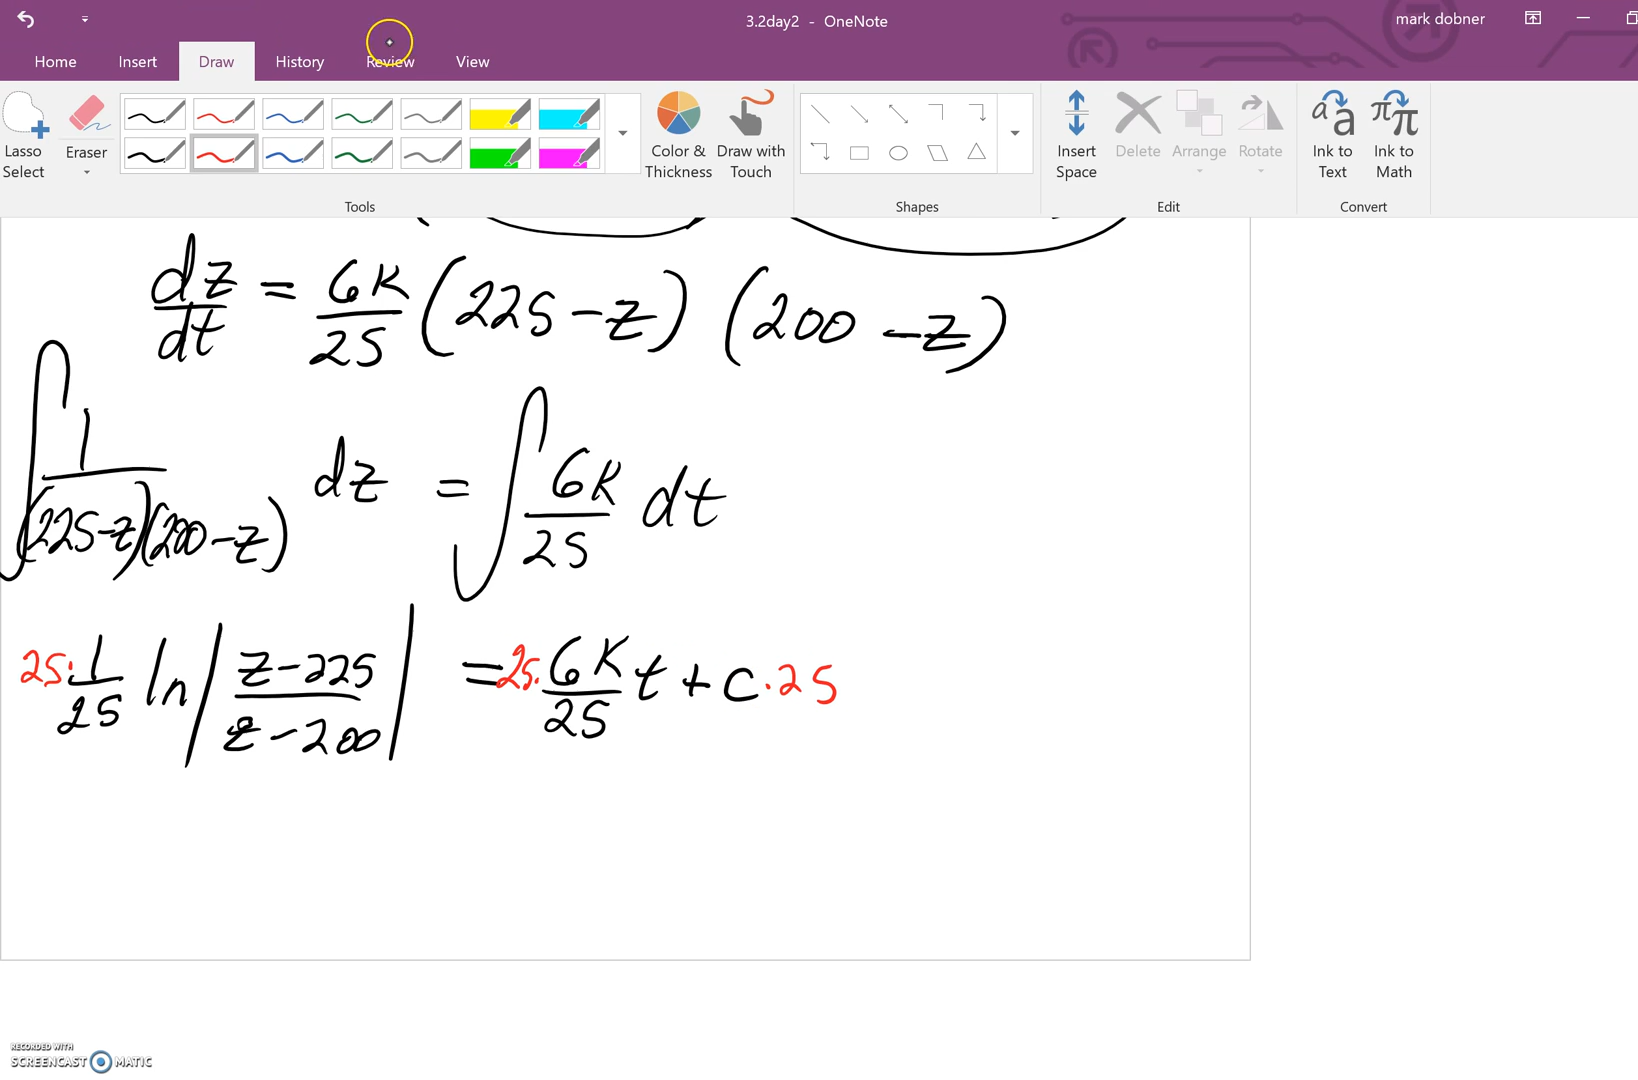 3.2day2 - OneNote
mark dobner
Home Insert Draw History Review View
Lasso Select
Eraser
Color & Thickness
Draw with Touch
Insert Space
Delete
Arrange
Rotate
Ink to Text
Ink to Math
Tools Shapes Edit Convert
dz/dt = 6K/25 (225-z) (200-z)
∫ 1/(225-z)(200-z) dz = ∫ 6K/25 dt
25· 1/25 ln |z-225/z-200| = 25· 6K/25 t + c · 25
RECORDED WITH
SCREENCAST MATIC